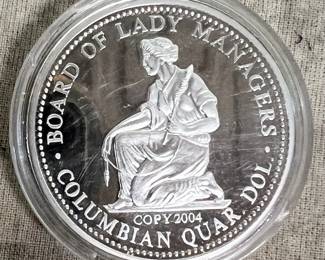 BOARD OF LADY MANAGERS
COPY 2004
· COLUMBIAN QUAR DOL ·